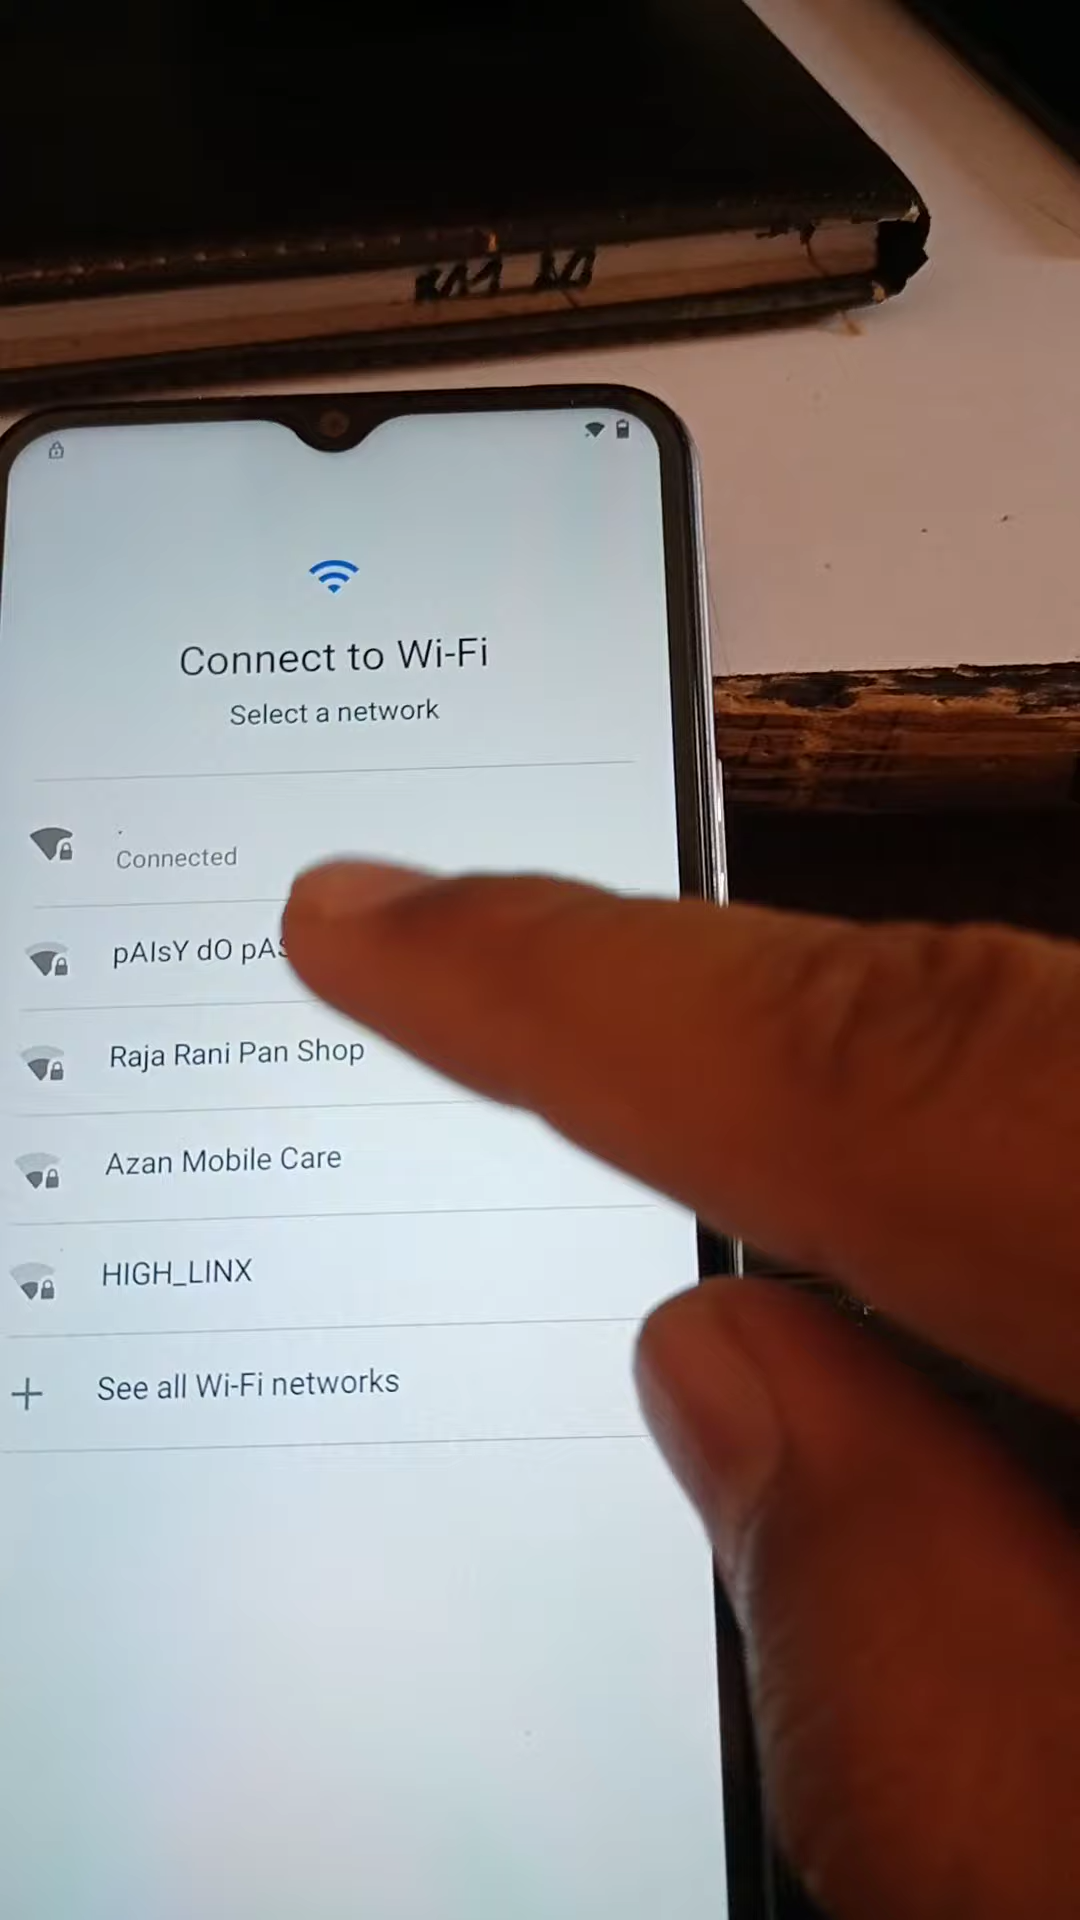 Connect to Wi-Fi
Select a network
.
Connected
pAIsY dO
Raja Rani Pan Shop
Azan Mobile Care
HIGH_LINX
See all Wi-Fi networks